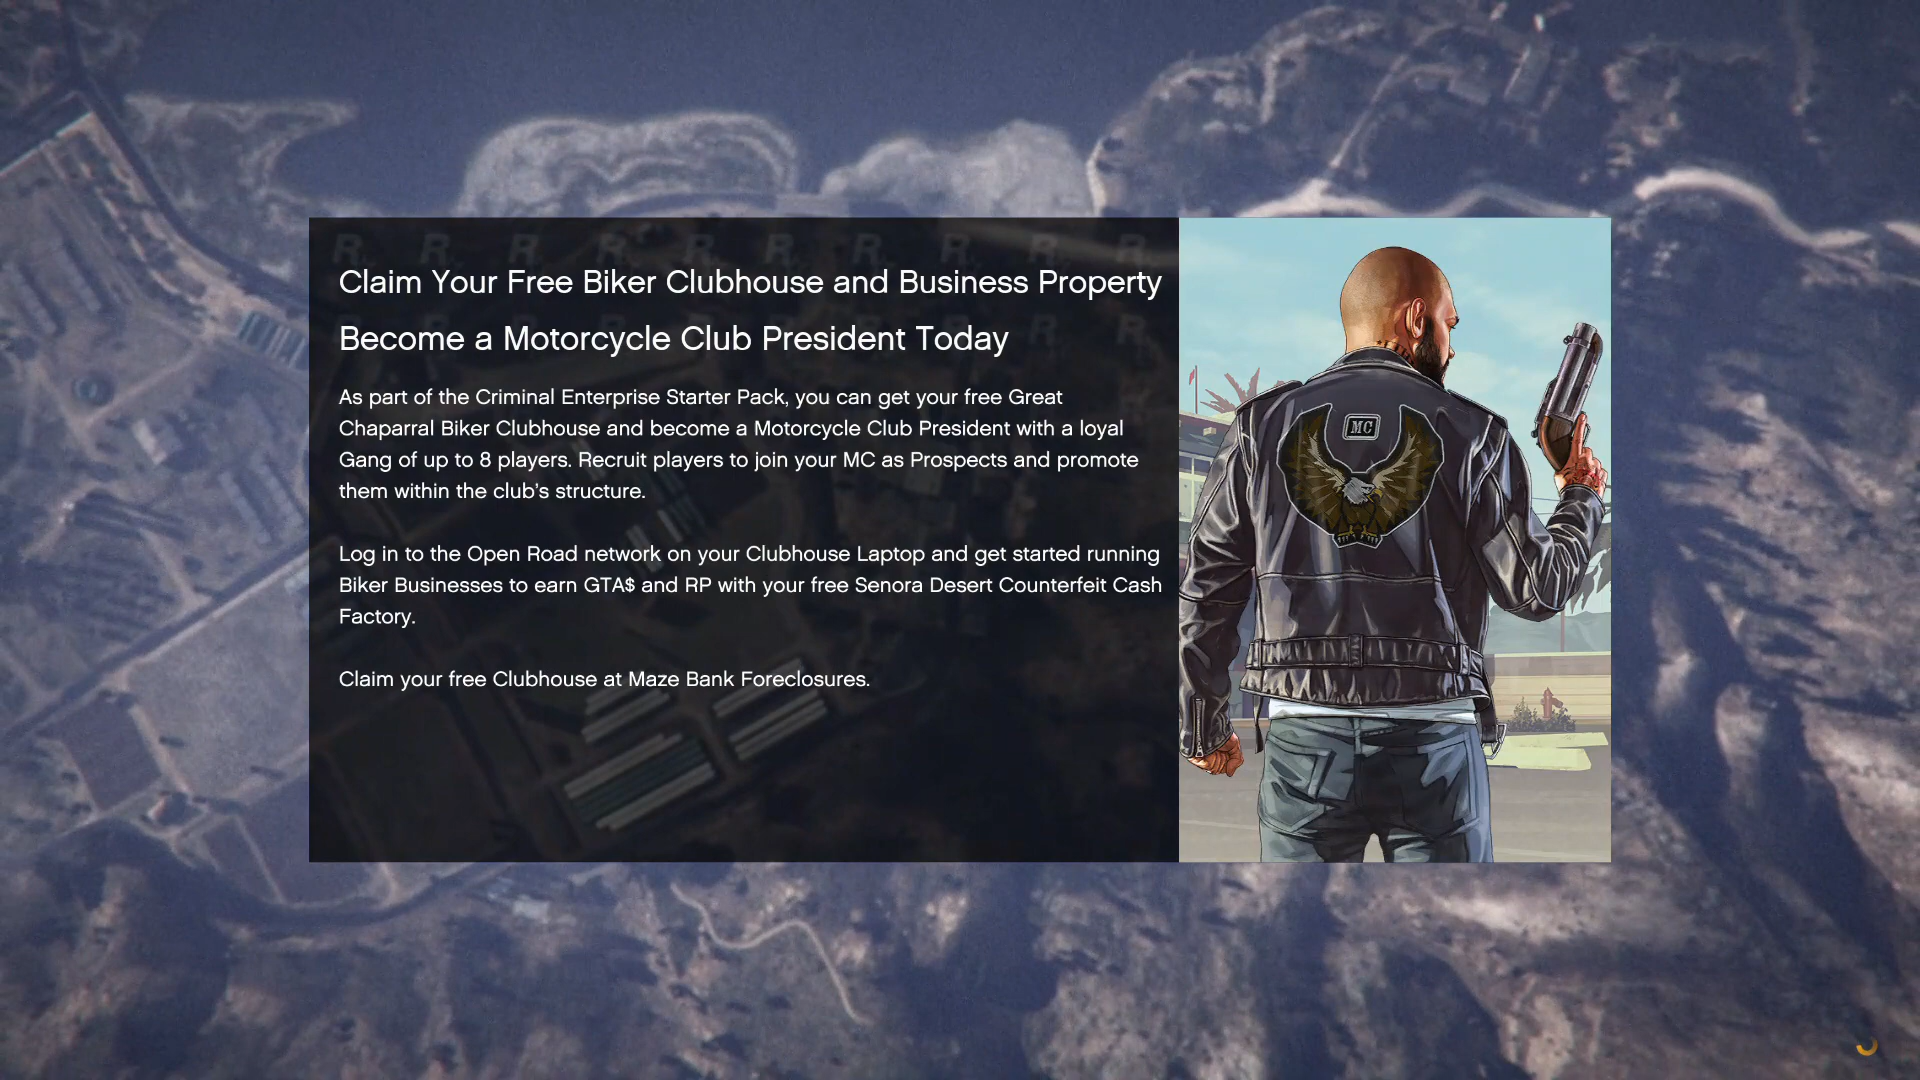 Claim Your Free Biker Clubhouse and Business Property
Become a Motorcycle Club President Today
As part of the Criminal Enterprise Starter Pack, you can get your free Great
Chaparral Biker Clubhouse and become a Motorcycle Club President with a loyal
Gang of up to 8 players. Recruit players to join your MC as Prospects and promote
them within the club's structure.
Log in to the Open Road network on your Clubhouse Laptop and get started running
Biker Businesses to earn GTA$ and RP with your free Senora Desert Counterfeit Cash
Factory.
Claim your free Clubhouse at Maze Bank Foreclosures.
MC